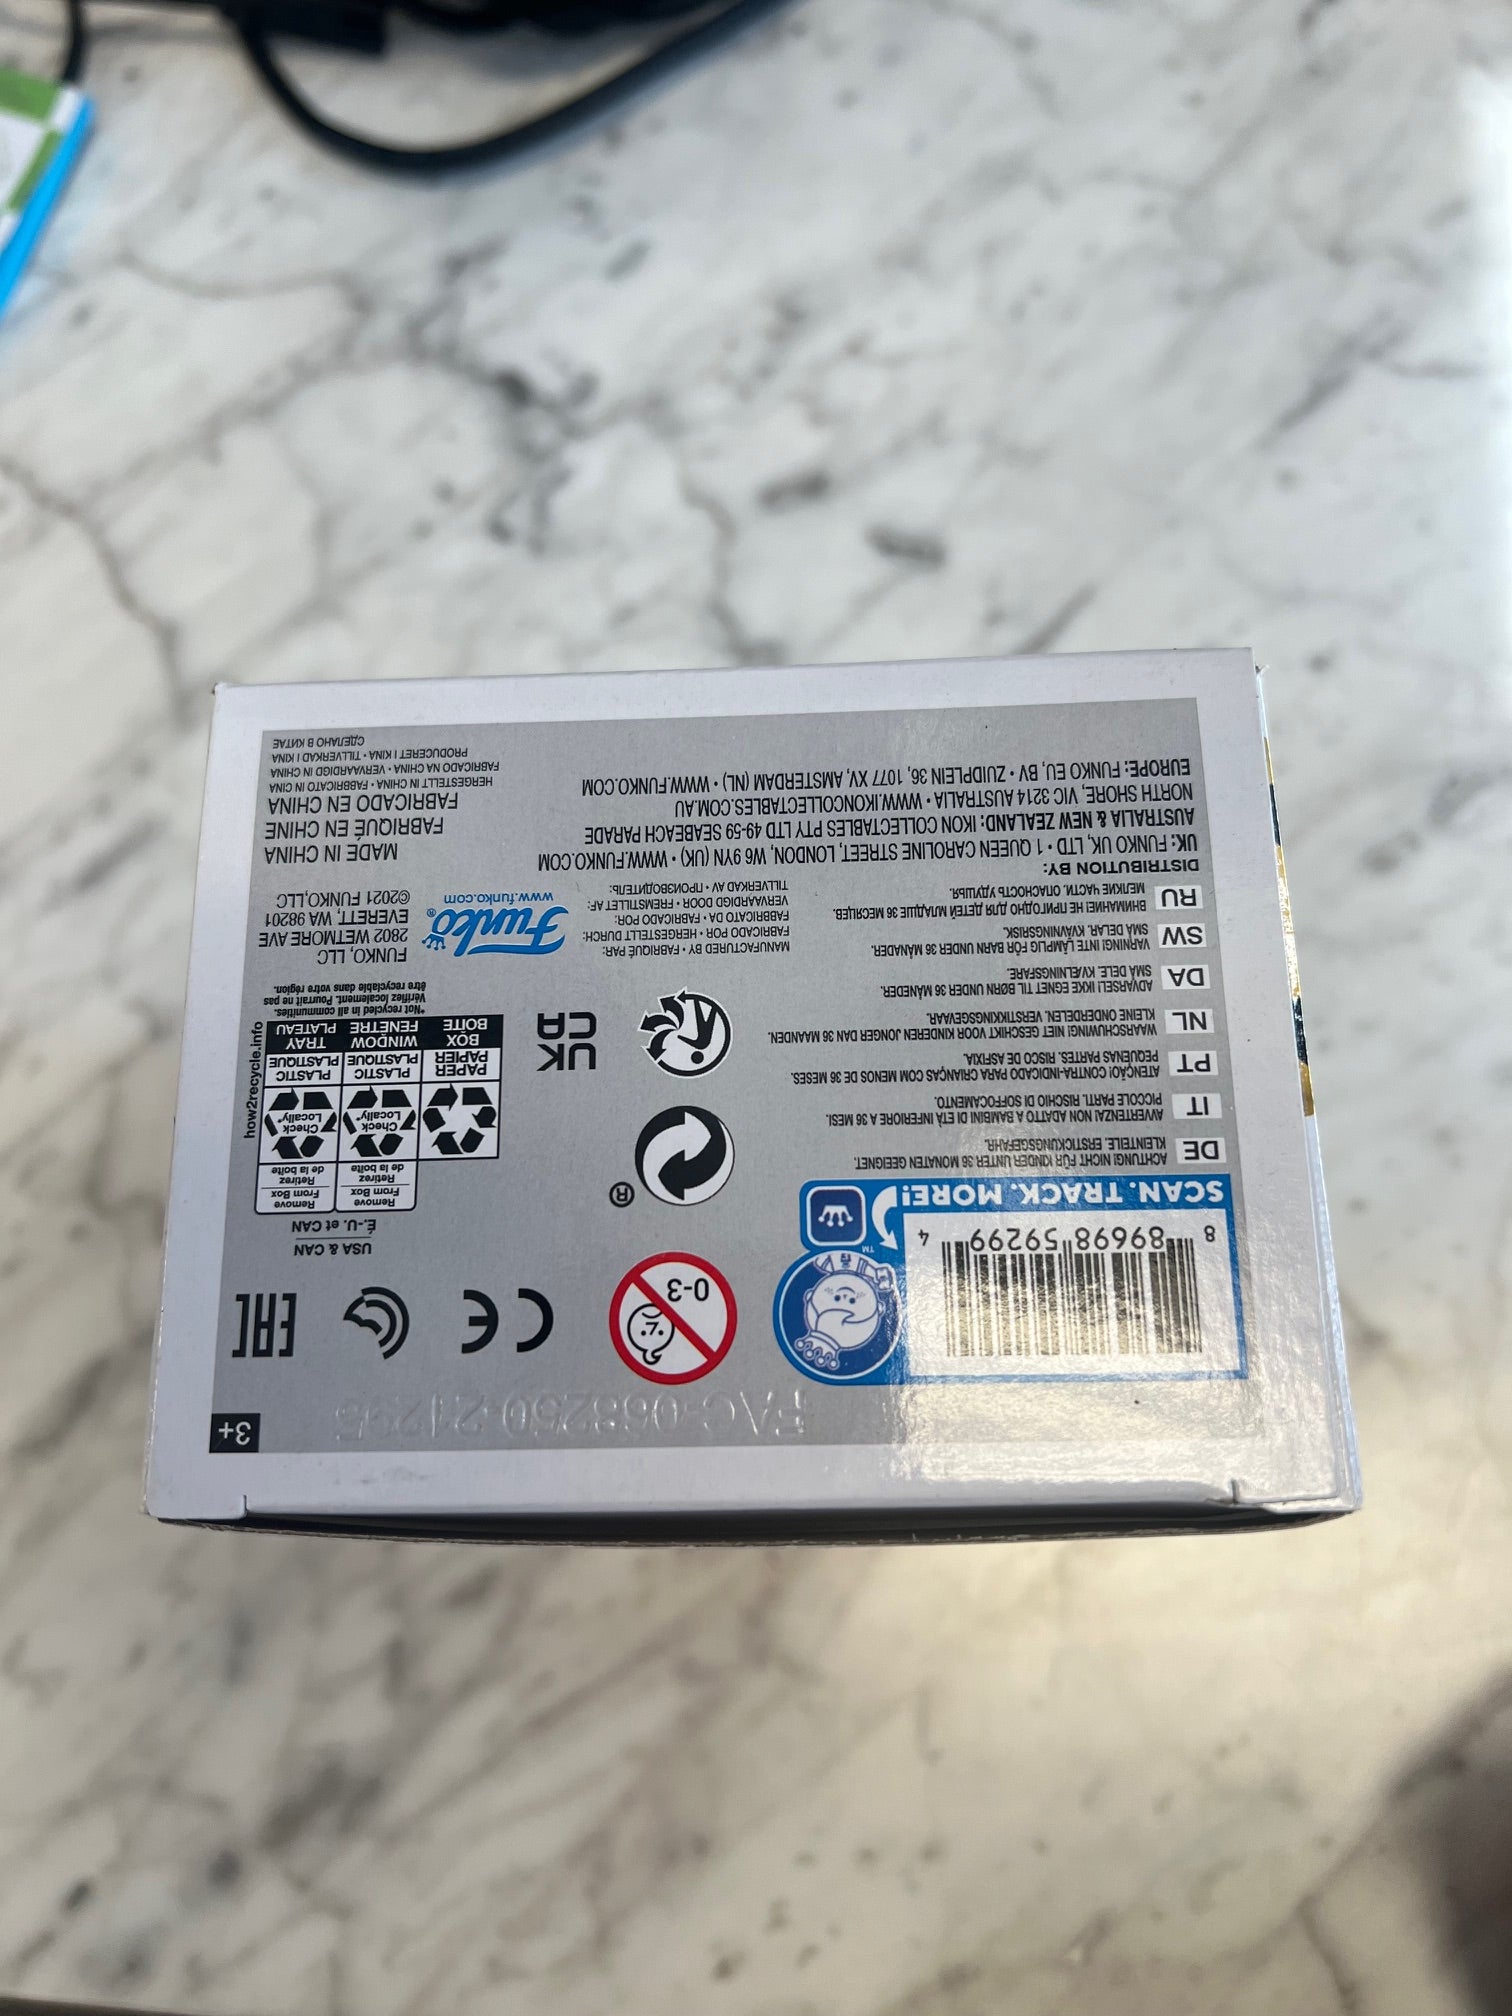 FAC-068250-21295
3+
8 89698 59299 4
SCAN. TRACK. MORE!
TM
0-3
CE
EAC
DE ACHTUNG! NICHT FÜR KINDER UNTER 36 MONATEN GEEIGNET.
KLEINTEILE. ERSTICKUNGSGEFAHR.
IT AVVERTENZA! NON ADATTO A BAMBINI DI ETÀ INFERIORE A 36 MESI.
PICCOLE PARTI. RISCHIO DI SOFFOCAMENTO.
PT ATENÇÃO! CONTRA-INDICADO PARA CRIANÇAS COM MENOS DE 36 MESES.
PEQUENAS PARTES. RISCO DE ASFIXIA.
NL WAARSCHUWING! NIET GESCHIKT VOOR KINDEREN JONGER DAN 36 MAANDEN.
KLEINE ONDERDELEN. VERSTIKKINGSGEVAAR.
DA ADVARSEL! IKKE EGNET TIL BØRN UNDER 36 MÅNEDER.
SMÅ DELE. KVÆLNINGSFARE.
SW VARNING! INTE LÄMPLIG FÖR BARN UNDER 36 MÅNADER.
SMÅ DELAR. KVÄVNINGSRISK.
RU ВНИМАНИЕ! НЕ ПРИГОДНО ДЛЯ ДЕТЕЙ МЛАДШЕ 36 МЕСЯЦЕВ.
МЕЛКИЕ ЧАСТИ. ОПАСНОСТЬ УДУШЬЯ.
®
UK
CA
USA & CAN
É.-U. et CAN
Remove From Box
Retirez de la boîte
Remove From Box
Retirez de la boîte
Check Locally*
Check Locally*
PAPER PAPIER
PLASTIC PLASTIQUE
PLASTIC PLASTIQUE
BOX BOÎTE
WINDOW FENÊTRE
TRAY PLATEAU
how2recycle.info
*Not recycled in all communities.
Vérifiez localement. Pourrait ne pas
être recyclable dans votre région.
MANUFACTURED BY • FABRIQUÉ PAR:
FABRICADO POR • HERGESTELLT DURCH:
FABBRICATO DA • FABRICADO POR:
VERVAARDIGD DOOR • FREMSTILLET AF:
TILLVERKAD AV • ПРОИЗВОДИТЕЛЬ:
Funko®
www.funko.com
FUNKO, LLC
2802 WETMORE AVE
EVERETT, WA 98201
©2021 FUNKO,LLC
DISTRIBUTION BY:
UK: FUNKO UK, LTD • 1 QUEEN CAROLINE STREET, LONDON, W6 9YN (UK) • WWW.FUNKO.COM
AUSTRALIA & NEW ZEALAND: IKON COLLECTABLES PTY LTD 49-59 SEABEACH PARADE
NORTH SHORE, VIC 3214 AUSTRALIA • WWW.IKONCOLLECTABLES.COM.AU
EUROPE: FUNKO EU, BV • ZUIDPLEIN 36, 1077 XV, AMSTERDAM (NL) • WWW.FUNKO.COM
MADE IN CHINA
FABRIQUÉ EN CHINE
FABRICADO EN CHINA
HERGESTELLT IN CHINA • FABBRICATO IN CINA
FABRICADO NA CHINA • VERVAARDIGD IN CHINA
PRODUCERET I KINA • TILLVERKAD I KINA
СДЕЛАНО В КИТАЕ